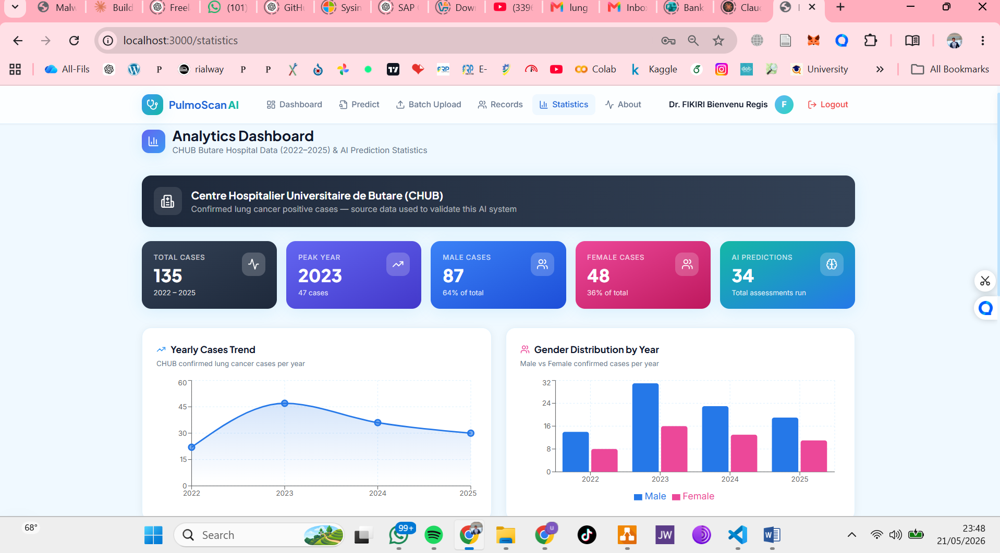 Malw
Build
Freel
(101)
GitHu
Sysin
SAP
Dow
(339
lung
Inbo
Bank
Clau
localhost:3000/statistics
All-Fils
P
rialway
P
P
E-
Colab
Kaggle
University
All Bookmarks
PulmoScan AI
Dashboard
Predict
Batch Upload
Records
Statistics
About
Dr. FIKIRI Bienvenu Regis
F
Logout
Analytics Dashboard
CHUB Butare Hospital Data (2022–2025) & AI Prediction Statistics
Centre Hospitalier Universitaire de Butare (CHUB)
Confirmed lung cancer positive cases — source data used to validate this AI system
TOTAL CASES
135
2022 – 2025
PEAK YEAR
2023
47 cases
MALE CASES
87
64% of total
FEMALE CASES
48
36% of total
AI PREDICTIONS
34
Total assessments run
Yearly Cases Trend
CHUB confirmed lung cancer cases per year
60
45
30
15
0
2022
2023
2024
2025
Gender Distribution by Year
Male vs Female confirmed cases per year
32
24
16
8
0
2022
2023
2024
2025
Male
Female
68°
Search
99+
u
JW
W
23:48
21/05/2026